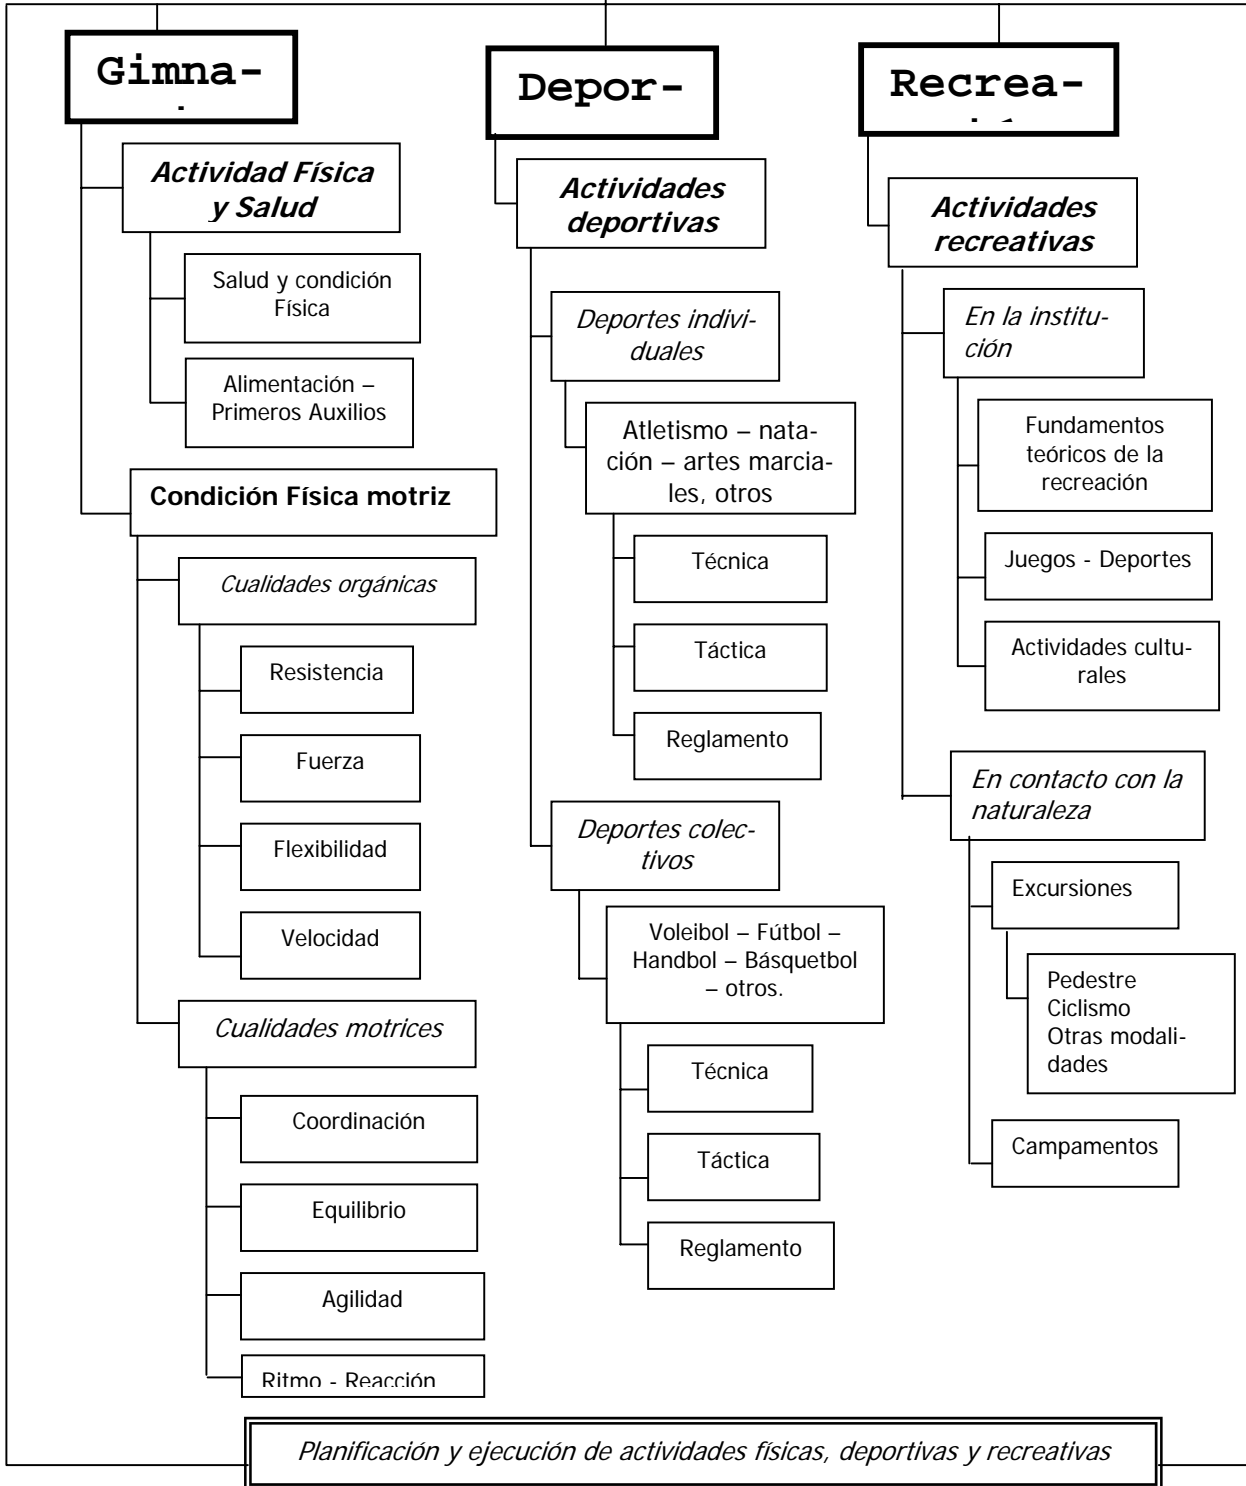 Gimna-
Actividad Física
y Salud
Salud y condición
Física
Alimentación –
Primeros Auxilios
Condición Física motriz
Cualidades orgánicas
Resistencia
Fuerza
Flexibilidad
Velocidad
Cualidades motrices
Coordinación
Equilibrio
Agilidad
Ritmo - Reacción
Depor-
Actividades
deportivas
Deportes indivi-
duales
Atletismo – nata-
ción – artes marcia-
les, otros
Técnica
Táctica
Reglamento
Deportes colec-
tivos
Voleibol – Fútbol –
Handbol – Básquetbol
– otros.
Técnica
Táctica
Reglamento
Recrea-
Actividades
recreativas
En la institu-
ción
Fundamentos
teóricos de la
recreación
Juegos - Deportes
Actividades cultu-
rales
En contacto con la
naturaleza
Excursiones
Pedestre
Ciclismo
Otras modali-
dades
Campamentos
Planificación y ejecución de actividades físicas, deportivas y recreativas